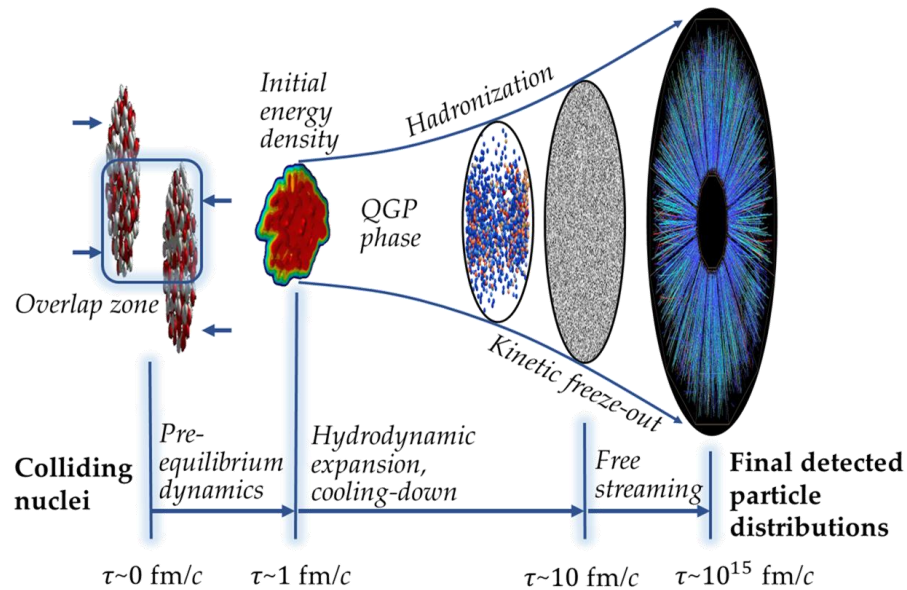 Initial
energy
density
Hadronization
QGP
phase
Overlap zone
Kinetic freeze-out
Colliding
nuclei
Pre-
equilibrium
dynamics
Hydrodynamic
expansion,
cooling-down
Free
streaming
Final detected
particle
distributions
τ~0 fm/c
τ~1 fm/c
τ~10 fm/c
τ~10¹⁵ fm/c